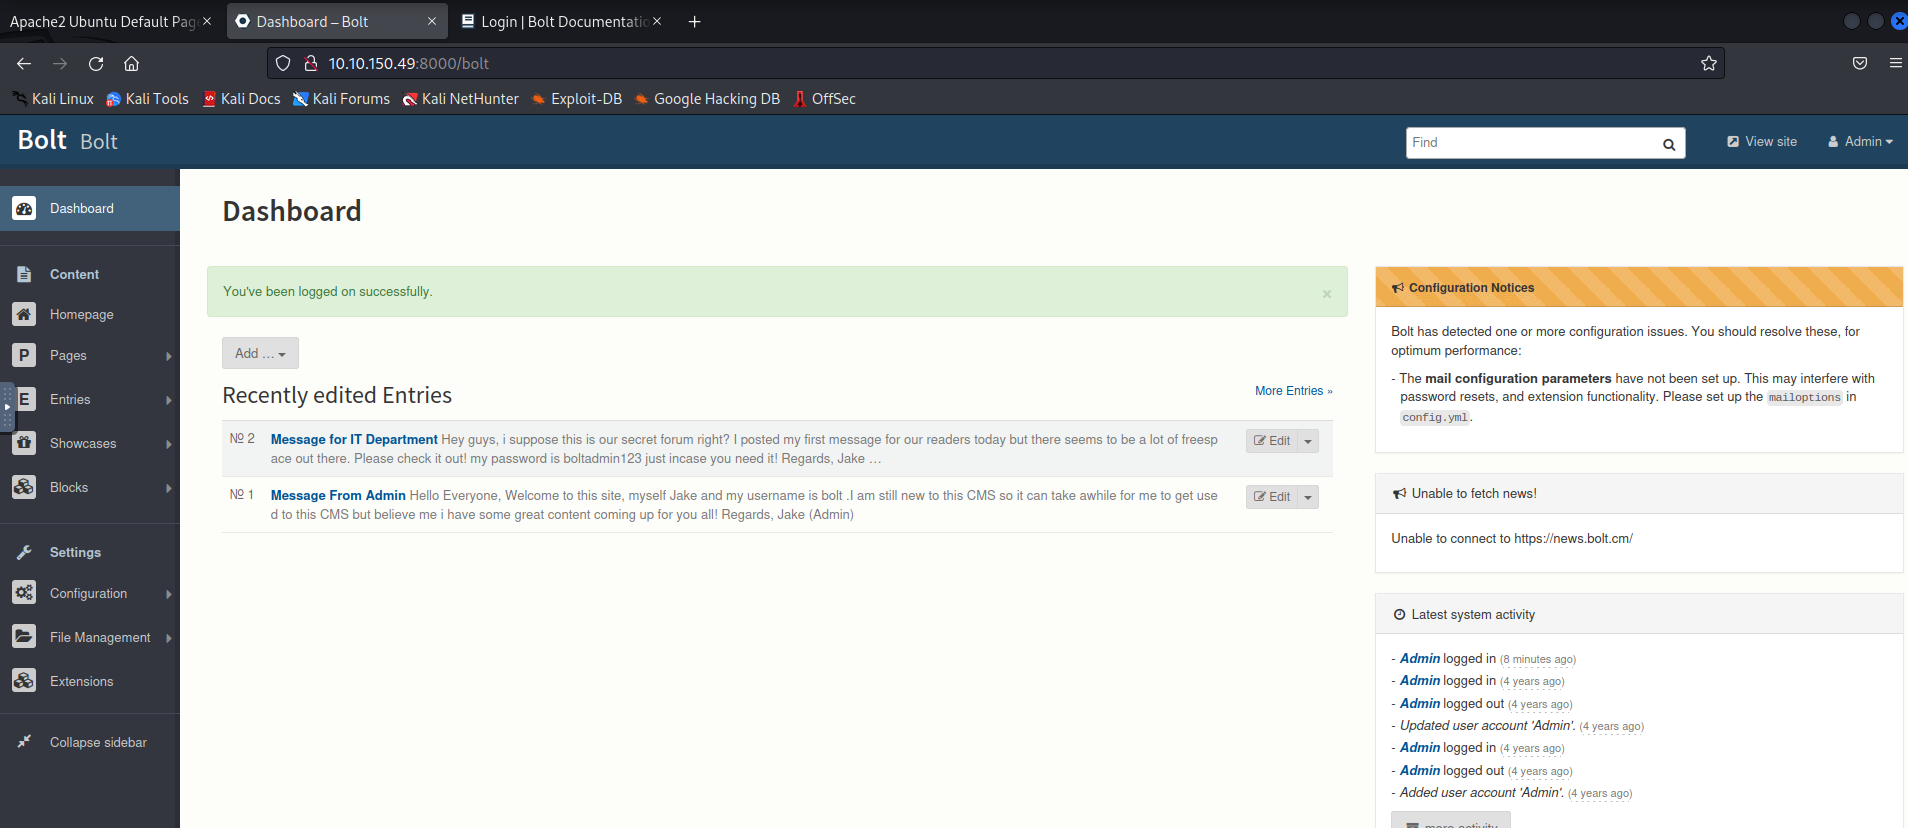 Apache2 Ubuntu Default Pag
Dashboard – Bolt
Login | Bolt Documentatio
10.10.150.49:8000/bolt
Kali Linux Kali Tools Kali Docs Kali Forums Kali NetHunter Exploit-DB Google Hacking DB OffSec
Bolt Bolt
Find
View site
Admin
Dashboard
Content
Homepage
P Pages
E Entries
Showcases
Blocks
Settings
Configuration
File Management
Extensions
Collapse sidebar
Dashboard
You've been logged on successfully.
Add ...
Recently edited Entries
More Entries »
№ 2 Message for IT Department Hey guys, i suppose this is our secret forum right? I posted my first message for our readers today but there seems to be a lot of freesp
ace out there. Please check it out! my password is boltadmin123 just incase you need it! Regards, Jake …
Edit
№ 1 Message From Admin Hello Everyone, Welcome to this site, myself Jake and my username is bolt .I am still new to this CMS so it can take awhile for me to get use
d to this CMS but believe me i have some great content coming up for you all! Regards, Jake (Admin)
Edit
Configuration Notices
Bolt has detected one or more configuration issues. You should resolve these, for
optimum performance:
- The mail configuration parameters have not been set up. This may interfere with
password resets, and extension functionality. Please set up the mailoptions in
config.yml.
Unable to fetch news!
Unable to connect to https://news.bolt.cm/
Latest system activity
- Admin logged in (8 minutes ago)
- Admin logged in (4 years ago)
- Admin logged out (4 years ago)
- Updated user account 'Admin'. (4 years ago)
- Admin logged in (4 years ago)
- Admin logged out (4 years ago)
- Added user account 'Admin'. (4 years ago)
more activity